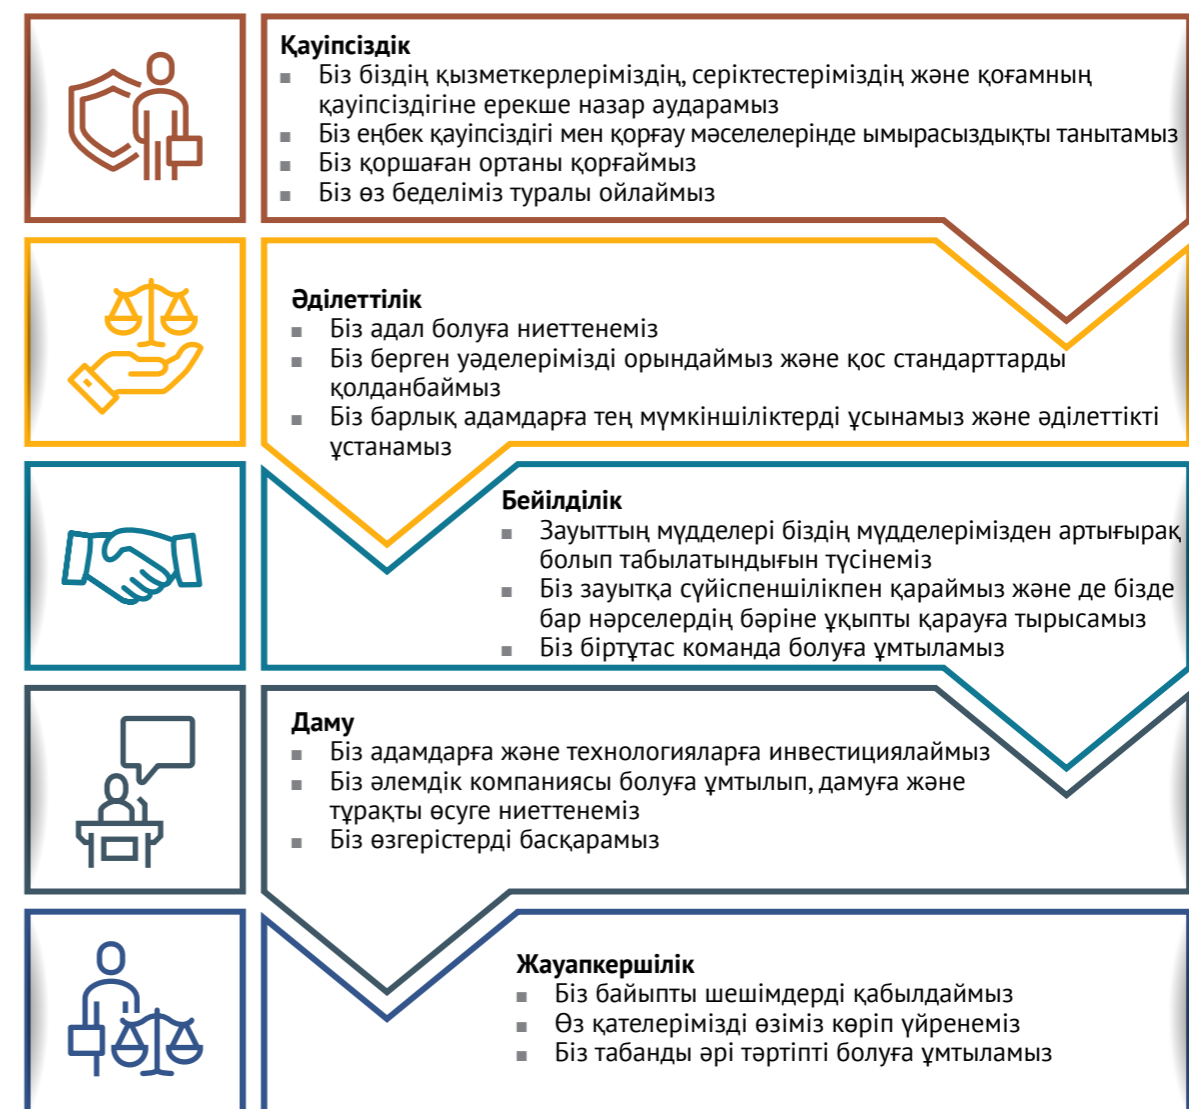 Қауіпсіздік
▪ Біз біздің қызметкерлеріміздің, серіктестеріміздің және қоғамның
қауіпсіздігіне ерекше назар аударамыз
▪ Біз еңбек қауіпсіздігі мен қорғау мәселелерінде ымырасыздықты танытамыз
▪ Біз қоршаған ортаны қорғаймыз
▪ Біз өз беделіміз туралы ойлаймыз
Әділеттілік
▪ Біз адал болуға ниеттенеміз
▪ Біз берген уәделерімізді орындаймыз және қос стандарттарды
қолданбаймыз
▪ Біз барлық адамдарға тең мүмкіншіліктерді ұсынамыз және әділеттікті
ұстанамыз
Бейілділік
▪ Зауыттың мүдделері біздің мүдделерімізден артығырақ
болып табылатындығын түсінеміз
▪ Біз зауытқа сүйіспеншілікпен қараймыз және де бізде
бар нәрселердің бәріне ұқыпты қарауға тырысамыз
▪ Біз біртұтас команда болуға ұмтыламыз
Даму
▪ Біз адамдарға және технологияларға инвестициялаймыз
▪ Біз әлемдік компаниясы болуға ұмтылып, дамуға және
тұрақты өсуге ниеттенеміз
▪ Біз өзгерістерді басқарамыз
Жауапкершілік
▪ Біз байыпты шешімдерді қабылдаймыз
▪ Өз қателерімізді өзіміз көріп үйренеміз
▪ Біз табанды әрі тәртіпті болуға ұмтыламыз